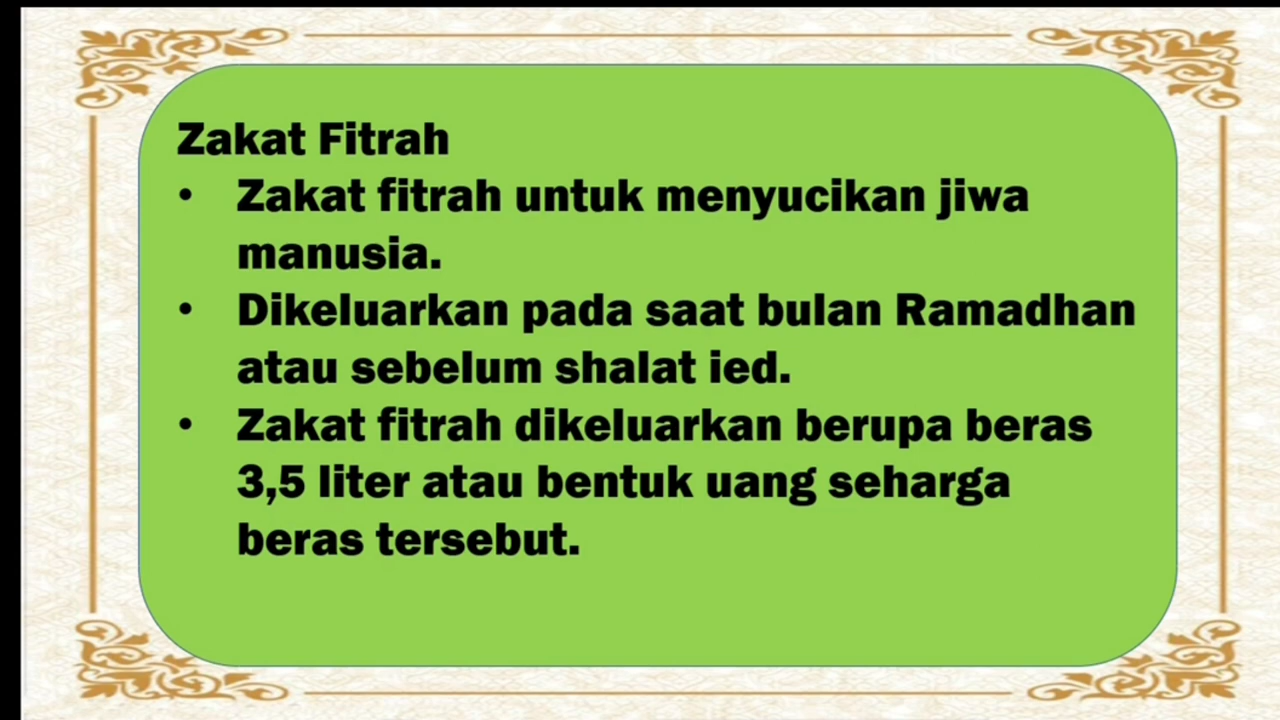 Zakat Fitrah
• Zakat fitrah untuk menyucikan jiwa
manusia.
• Dikeluarkan pada saat bulan Ramadhan
atau sebelum shalat ied.
• Zakat fitrah dikeluarkan berupa beras
3,5 liter atau bentuk uang seharga
beras tersebut.